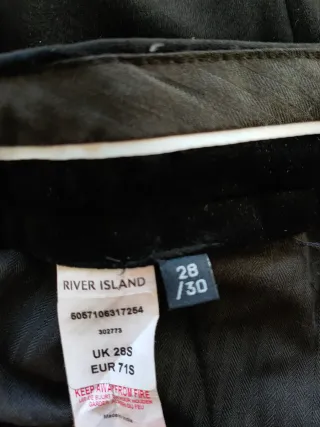 28
/30
RIVER ISLAND
5057106317254
302773
UK 28S
EUR 71S
KEEP AWAY FROM FIRE